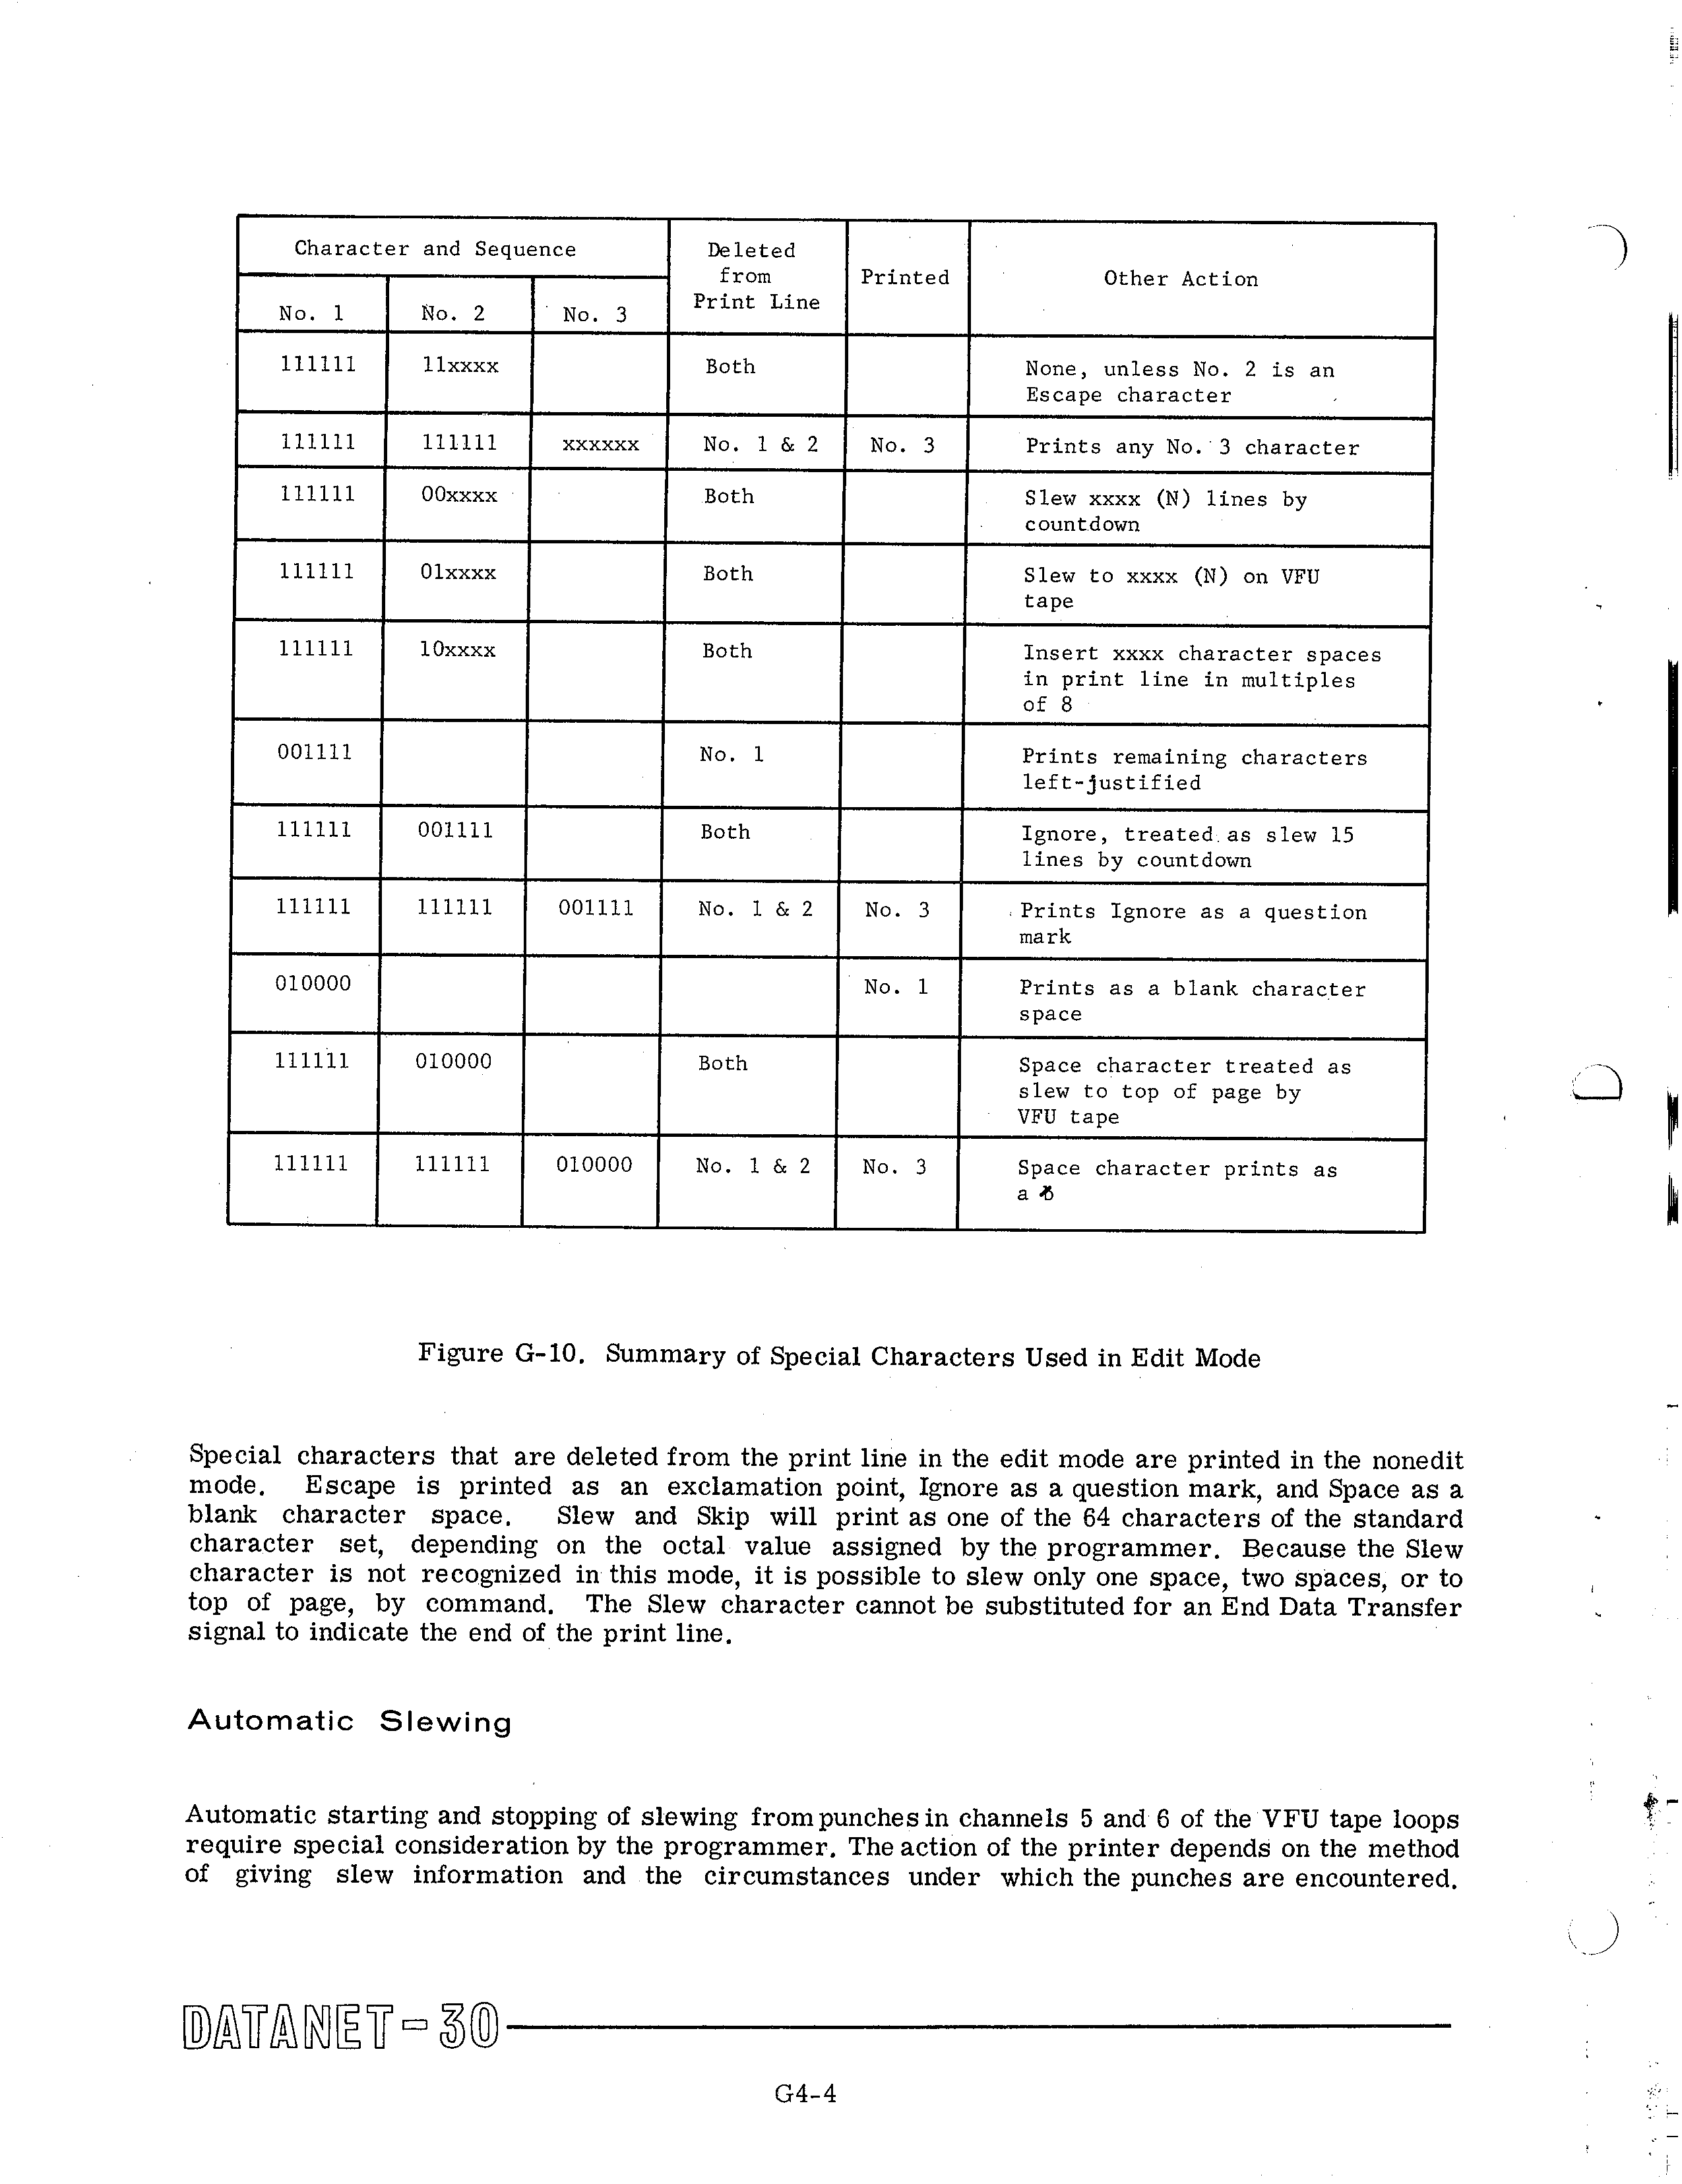 Character and Sequence Deleted from Print Line Printed Other Action
No. 1 No. 2 No. 3
111111 11xxxx Both None, unless No. 2 is an
Escape character
111111 111111 xxxxxx No. 1 & 2 No. 3 Prints any No. 3 character
111111 00xxxx Both Slew xxxx (N) lines by
countdown
111111 01xxxx Both Slew to xxxx (N) on VFU
tape
111111 10xxxx Both Insert xxxx character spaces
in print line in multiples
of 8
001111 No. 1 Prints remaining characters
left-justified
111111 001111 Both Ignore, treated as slew 15
lines by countdown
111111 111111 001111 No. 1 & 2 No. 3 Prints Ignore as a question
mark
010000 No. 1 Prints as a blank character
space
111111 010000 Both Space character treated as
slew to top of page by
VFU tape
111111 111111 010000 No. 1 & 2 No. 3 Space character prints as
a
Figure G-10. Summary of Special Characters Used in Edit Mode
Special characters that are deleted from the print line in the edit mode are printed in the nonedit
mode. Escape is printed as an exclamation point, Ignore as a question mark, and Space as a
blank character space. Slew and Skip will print as one of the 64 characters of the standard
character set, depending on the octal value assigned by the programmer. Because the Slew
character is not recognized in this mode, it is possible to slew only one space, two spaces, or to
top of page, by command. The Slew character cannot be substituted for an End Data Transfer
signal to indicate the end of the print line.
Automatic Slewing
Automatic starting and stopping of slewing from punches in channels 5 and 6 of the VFU tape loops
require special consideration by the programmer. The action of the printer depends on the method
of giving slew information and the circumstances under which the punches are encountered.
DATANET-30
G4-4